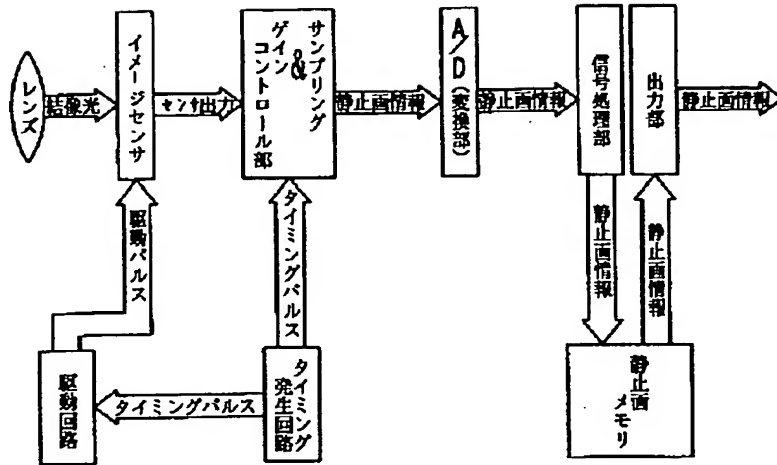 レンズ
結像光
イメージセンサ
センサ出力
サンプリング
&
ゲイン
コントロール部
静止画情報
A/D(変換部)
静止画情報
信号処理部
出力部
静止画情報
駆動パルス
タイミングパルス
静止画情報
静止画情報
駆動回路
タイミングパルス
タイミング
発生回路
静止画
メモリ